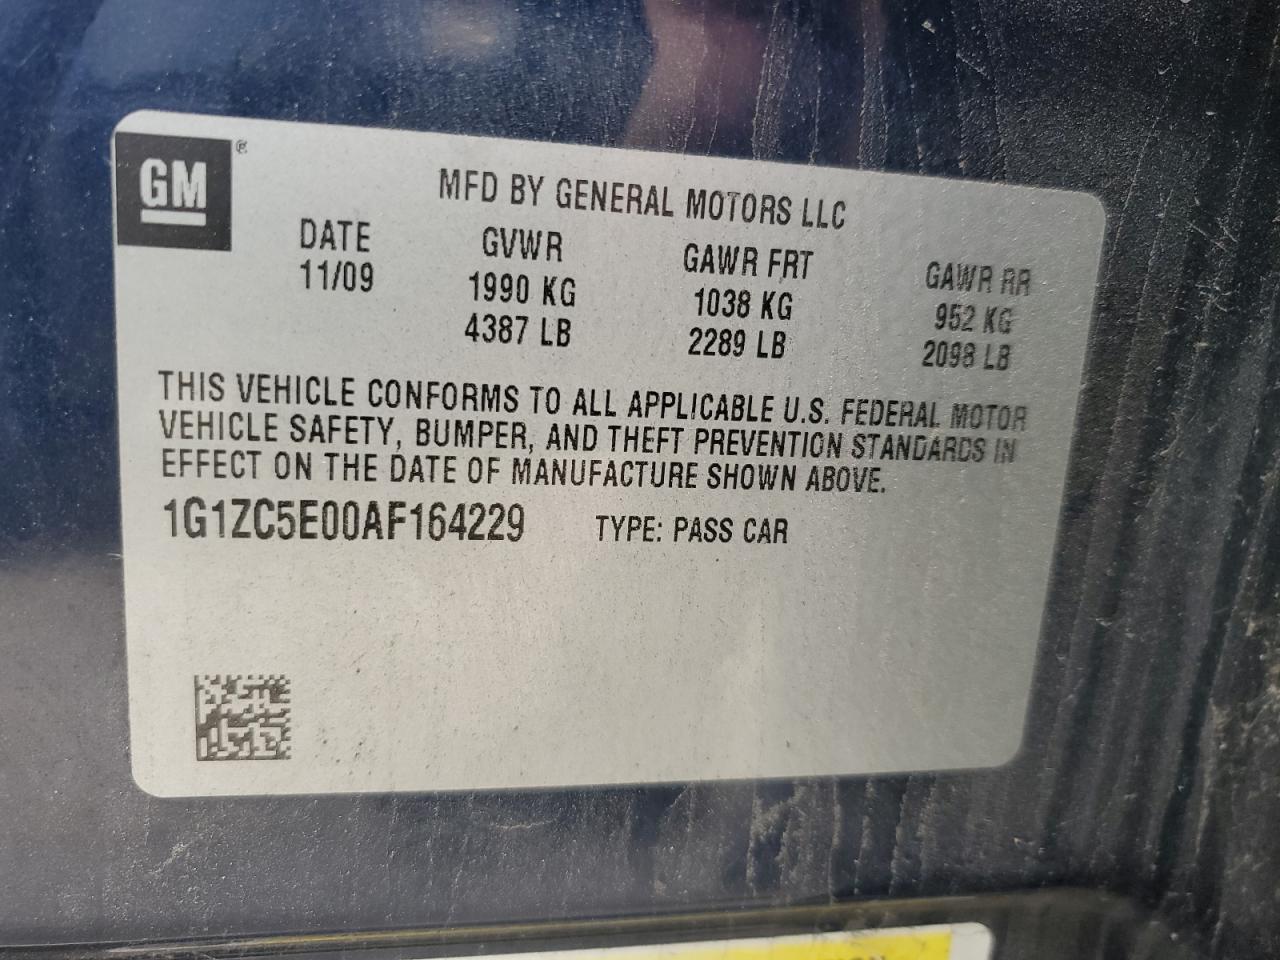 GM®
MFD BY GENERAL MOTORS LLC
DATE GVWR GAWR FRT GAWR RR
11/09 1990 KG 1038 KG 952 KG
4387 LB 2289 LB 2098 LB
THIS VEHICLE CONFORMS TO ALL APPLICABLE U.S. FEDERAL MOTOR
VEHICLE SAFETY, BUMPER, AND THEFT PREVENTION STANDARDS IN
EFFECT ON THE DATE OF MANUFACTURE SHOWN ABOVE.
1G1ZC5E00AF164229 TYPE: PASS CAR